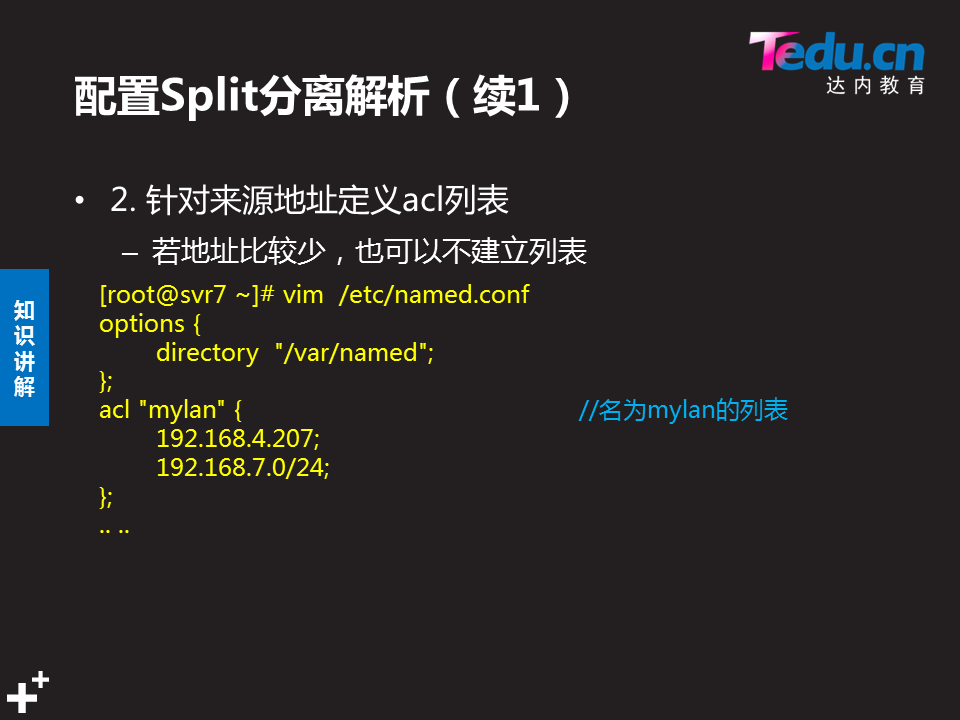 Tedu.cn
达内教育
配置Split分离解析（续1）
• 2. 针对来源地址定义acl列表
– 若地址比较少，也可以不建立列表
知识讲解
[root@svr7 ~]# vim  /etc/named.conf
options {
        directory  "/var/named";
};
acl "mylan" {                    //名为mylan的列表
        192.168.4.207;
        192.168.7.0/24;
};
.. ..